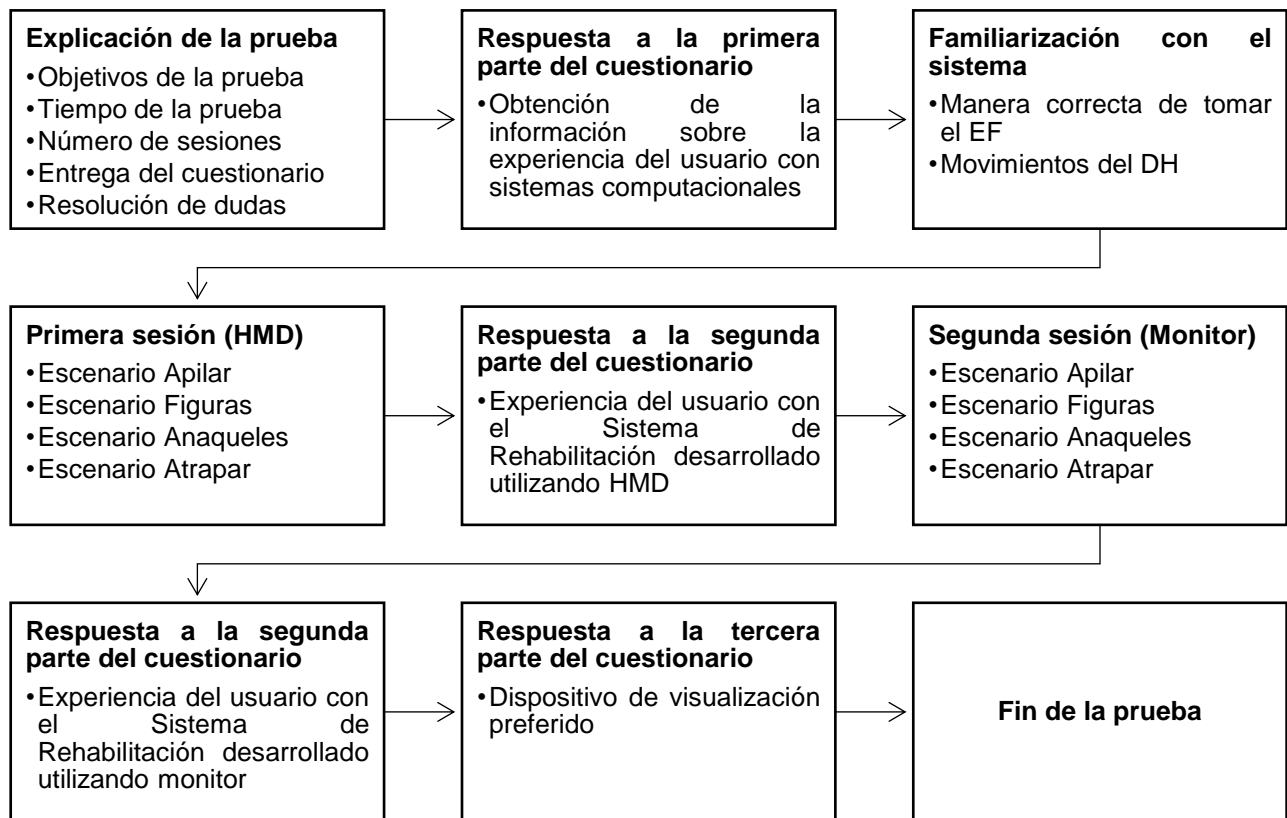 Explicación de la prueba
•Objetivos de la prueba
•Tiempo de la prueba
•Número de sesiones
•Entrega del cuestionario
•Resolución de dudas
Respuesta a la primera
parte del cuestionario
•Obtención de la
información sobre la
experiencia del usuario con
sistemas computacionales
Familiarización con el
sistema
•Manera correcta de tomar
el EF
•Movimientos del DH
Primera sesión (HMD)
•Escenario Apilar
•Escenario Figuras
•Escenario Anaqueles
•Escenario Atrapar
Respuesta a la segunda
parte del cuestionario
•Experiencia del usuario con
el Sistema de
Rehabilitación desarrollado
utilizando HMD
Segunda sesión (Monitor)
•Escenario Apilar
•Escenario Figuras
•Escenario Anaqueles
•Escenario Atrapar
Respuesta a la segunda
parte del cuestionario
•Experiencia del usuario con
el Sistema de
Rehabilitación desarrollado
utilizando monitor
Respuesta a la tercera
parte del cuestionario
•Dispositivo de visualización
preferido
Fin de la prueba